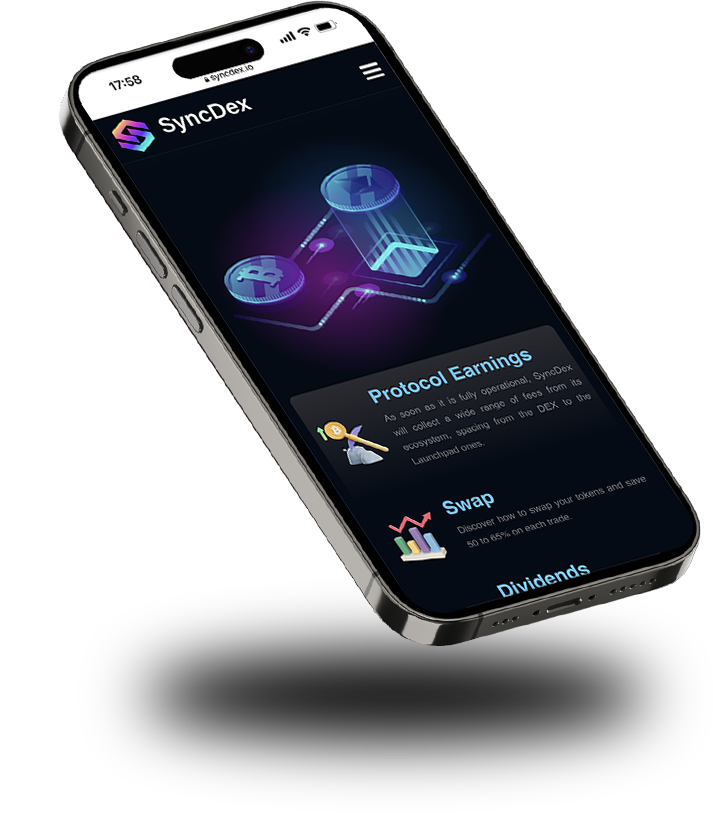 17:58
syncdex.io
SyncDex
Protocol Earnings
As soon as it is fully operational, SyncDex
will collect a wide range of fees from its
ecosystem, spacing from the DEX to the
Launchpad ones.
Swap
Discover how to swap your tokens and save
50 to 65% on each trade.
Dividends